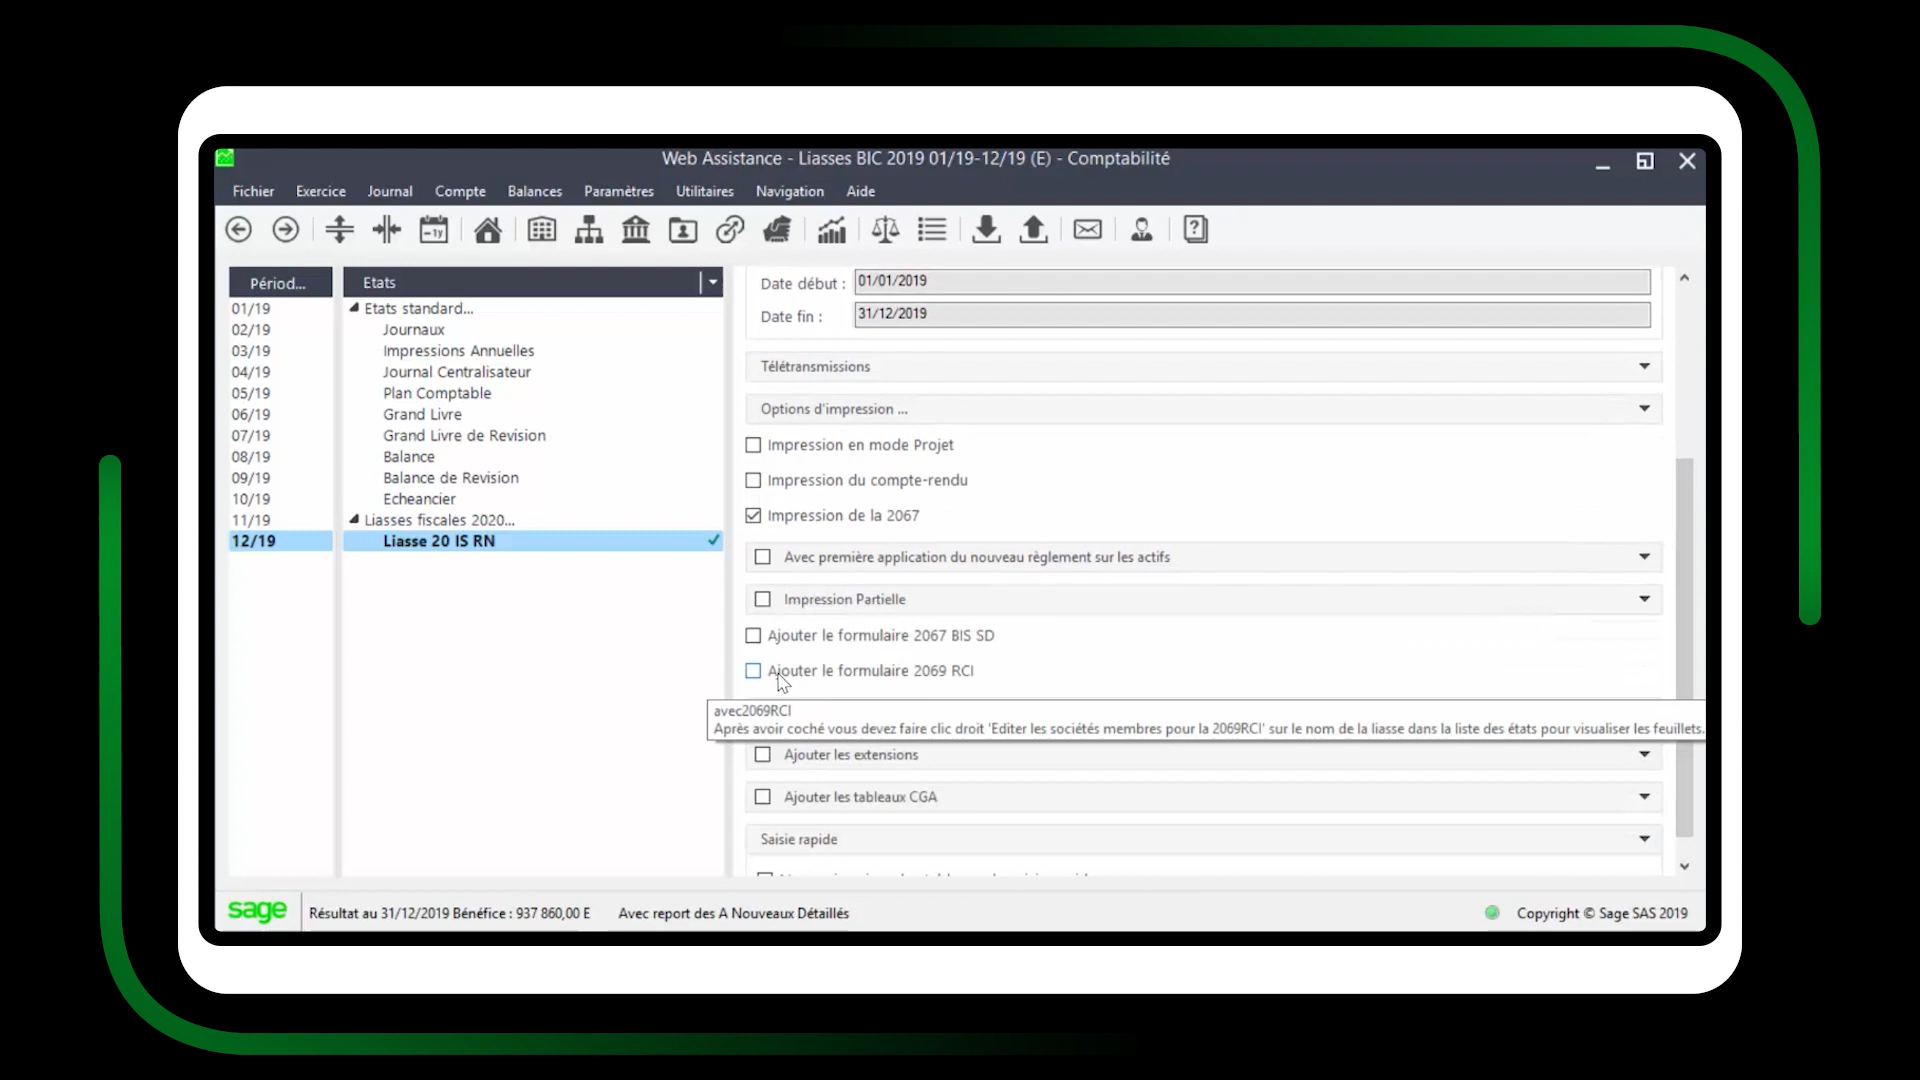 Web Assistance - Liasses BIC 2019 01/19-12/19 (E) - Comptabilité
Fichier Exercice Journal Compte Balances Paramètres Utilitaires Navigation Aide
-1y
Périod...
01/19
02/19
03/19
04/19
05/19
06/19
07/19
08/19
09/19
10/19
11/19
12/19
Etats
Etats standard...
Journaux
Impressions Annuelles
Journal Centralisateur
Plan Comptable
Grand Livre
Grand Livre de Revision
Balance
Balance de Revision
Echeancier
Liasses fiscales 2020...
Liasse 20 IS RN
Date début : 01/01/2019
Date fin : 31/12/2019
Télétransmissions
Options d'impression ...
Impression en mode Projet
Impression du compte-rendu
Impression de la 2067
Avec première application du nouveau règlement sur les actifs
Impression Partielle
Ajouter le formulaire 2067 BIS SD
Ajouter le formulaire 2069 RCI
avec2069RCI
Après avoir coché vous devez faire clic droit 'Editer les sociétés membres pour la 2069RCI' sur le nom de la liasse dans la liste des états pour visualiser les feuillets.
Ajouter les extensions
Ajouter les tableaux CGA
Saisie rapide
sage
Résultat au 31/12/2019 Bénéfice : 937 860,00 E
Avec report des A Nouveaux Détaillés
Copyright © Sage SAS 2019